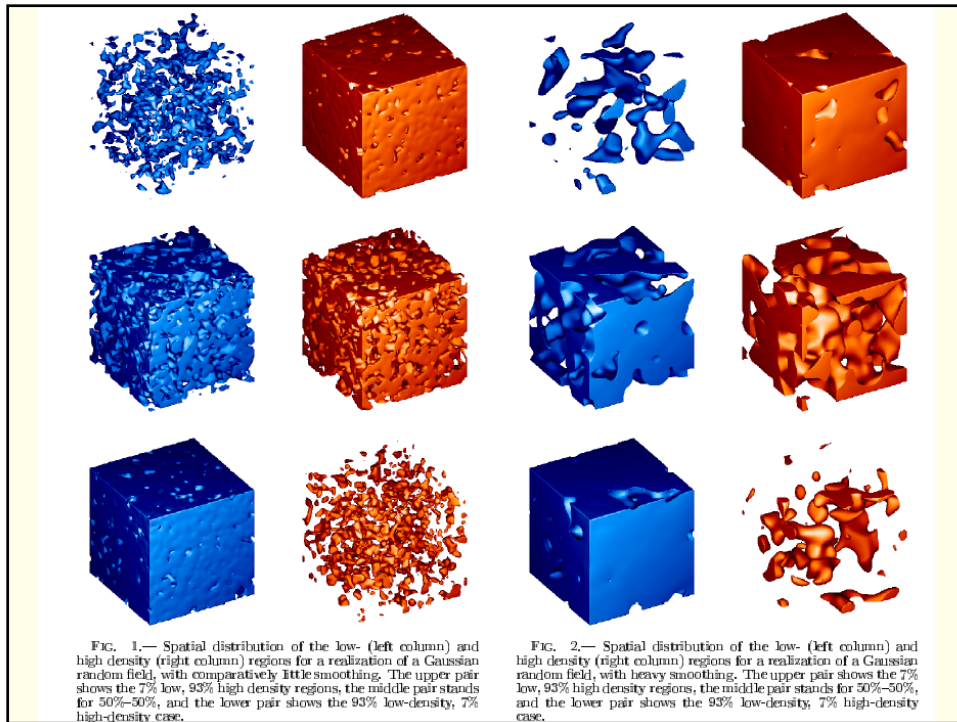 FIG. 1.— Spatial distribution of the low- (left column) and
high density (right column) regions for a realization of a Gaussian
random field, with comparatively little smoothing. The upper pair
shows the 7% low, 93% high density regions, the middle pair stands
for 50%–50%, and the lower pair shows the 93% low-density, 7%
high-density case.
FIG. 2.— Spatial distribution of the low- (left column) and
high density (right column) regions for a realization of a Gaussian
random field, with heavy smoothing. The upper pair shows the 7%
low, 93% high density regions, the middle pair stands for 50%–50%,
and the lower pair shows the 93% low-density, 7% high-density
case.